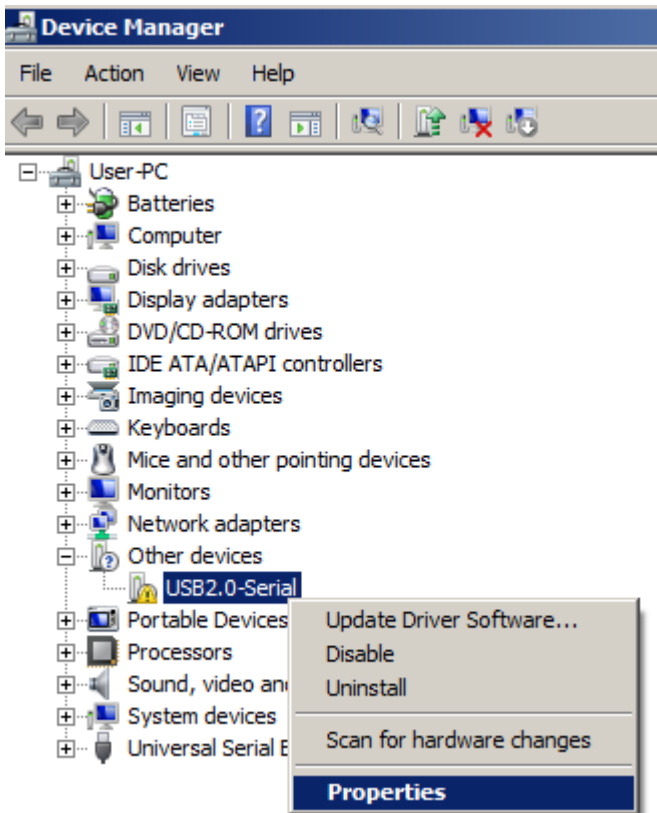 Device Manager
File Action View Help
User-PC
Batteries
Computer
Disk drives
Display adapters
DVD/CD-ROM drives
IDE ATA/ATAPI controllers
Imaging devices
Keyboards
Mice and other pointing devices
Monitors
Network adapters
Other devices
USB2.0-Serial
Portable Devices
Processors
Sound, video an
System devices
Universal Serial
Update Driver Software...
Disable
Uninstall
Scan for hardware changes
Properties